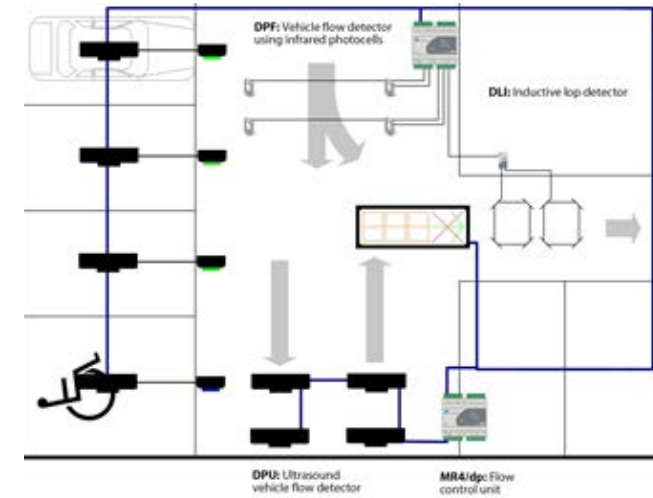 DPF: Vehicle flow detector
using infrared photocells
DLI: Inductive lop detector
DPU: Ultrasound
vehicle flow detector
MR4/dp: Flow
control unit